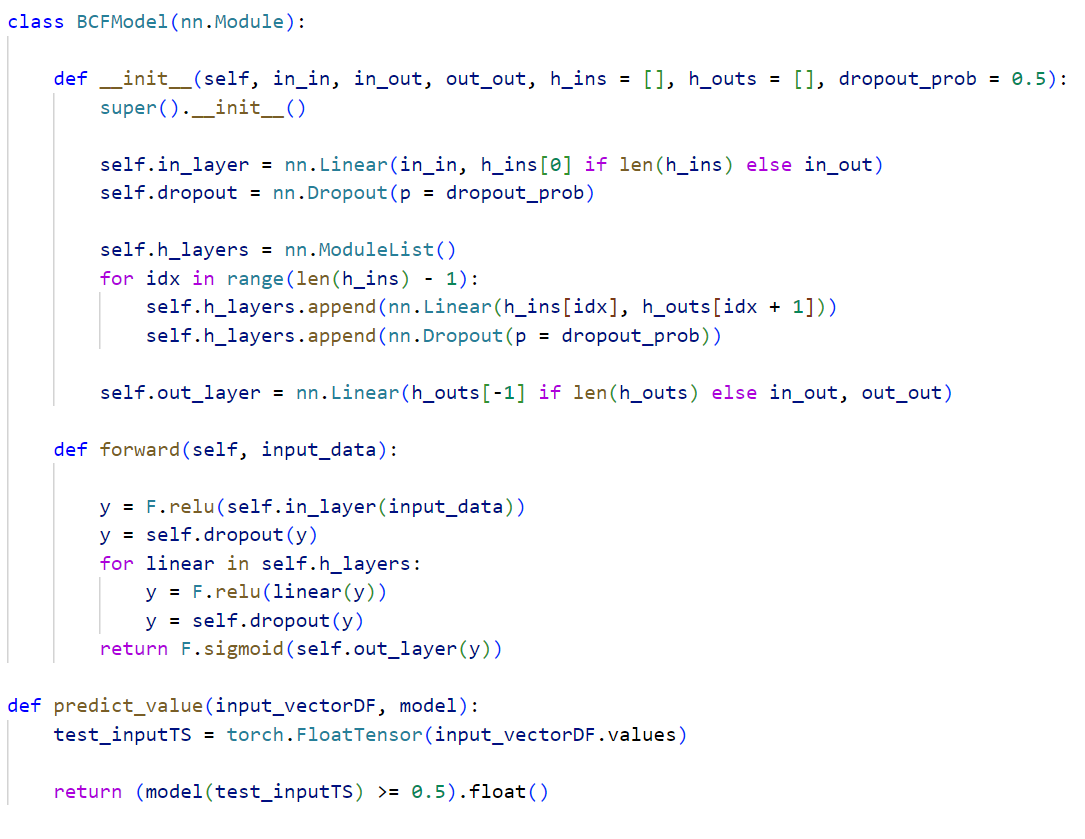 class BCFModel(nn.Module):
    def __init__(self, in_in, in_out, out_out, h_ins = [], h_outs = [], dropout_prob = 0.5):
        super().__init__()
        self.in_layer = nn.Linear(in_in, h_ins[0] if len(h_ins) else in_out)
        self.dropout = nn.Dropout(p = dropout_prob)
        self.h_layers = nn.ModuleList()
        for idx in range(len(h_ins) - 1):
            self.h_layers.append(nn.Linear(h_ins[idx], h_outs[idx + 1]))
            self.h_layers.append(nn.Dropout(p = dropout_prob))
        self.out_layer = nn.Linear(h_outs[-1] if len(h_outs) else in_out, out_out)
    def forward(self, input_data):
        y = F.relu(self.in_layer(input_data))
        y = self.dropout(y)
        for linear in self.h_layers:
            y = F.relu(linear(y))
            y = self.dropout(y)
        return F.sigmoid(self.out_layer(y))
def predict_value(input_vectorDF, model):
    test_inputTS = torch.FloatTensor(input_vectorDF.values)
    return (model(test_inputTS) >= 0.5).float()